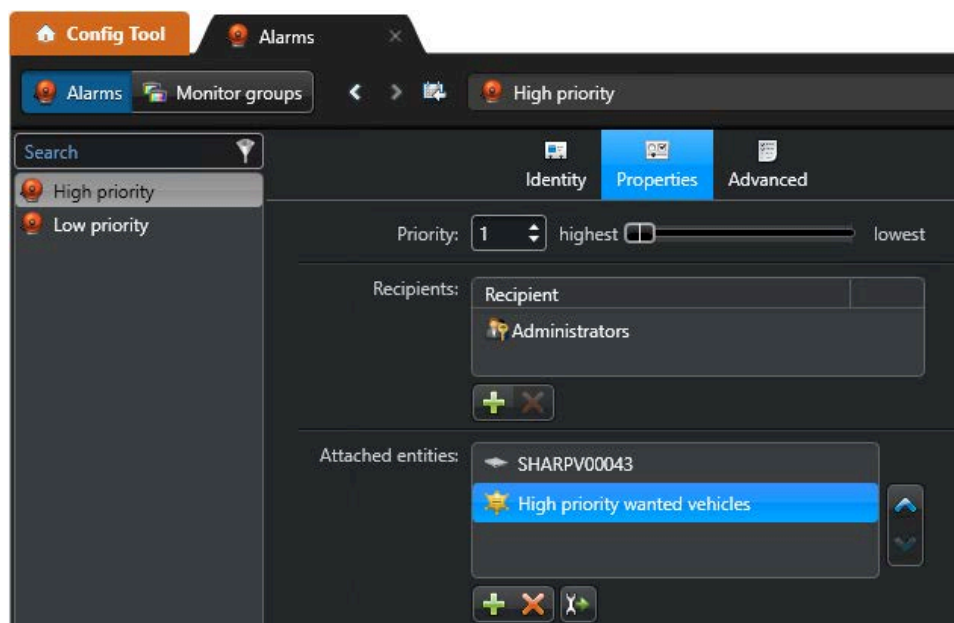 Config Tool
Alarms
Alarms
Monitor groups
High priority
Search
High priority
Low priority
Identity
Properties
Advanced
Priority:
1
highest
lowest
Recipients:
Recipient
Administrators
Attached entities:
SHARPV00043
High priority wanted vehicles